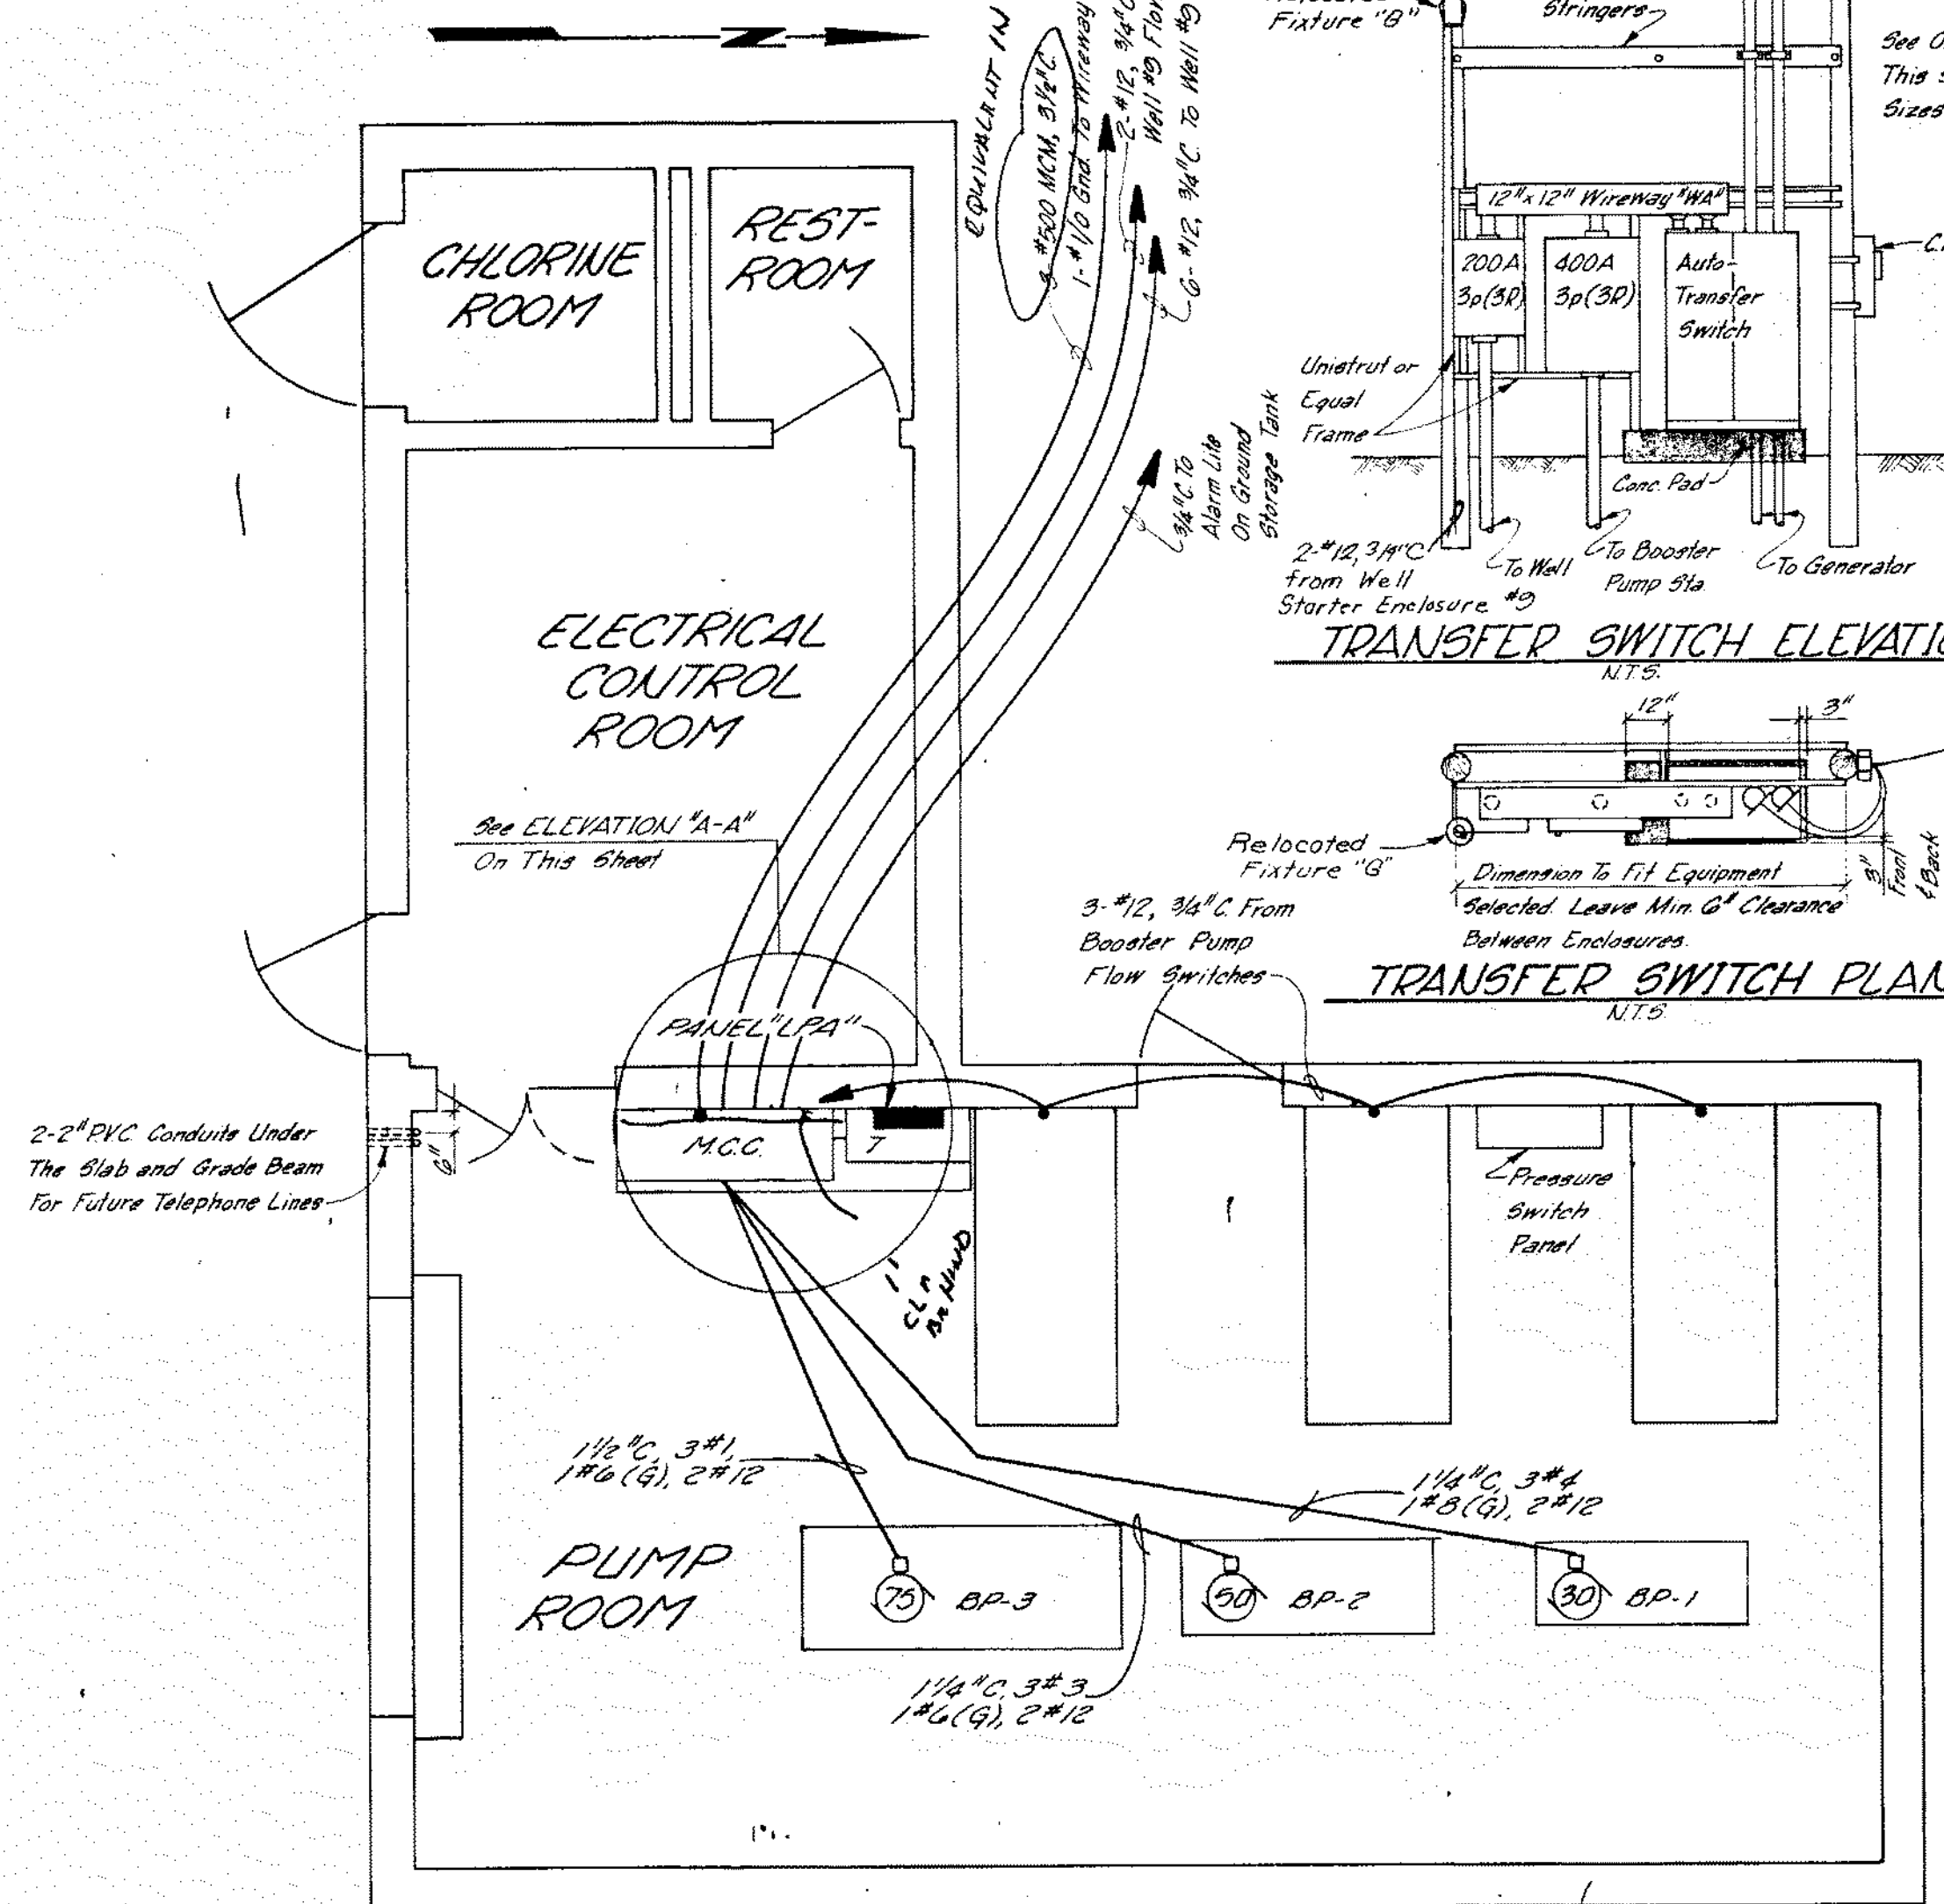 N
EQUIVALENT IN
3-#500 MCM, 3½"C.
1-#1/0 Gnd. To Wireway
2-#12, 3/4"C
Well #9 Flow
6-#12, 3/4"C. To Well #9
3/4"C. To
Alarm Lite
On Ground
Storage Tank
CHLORINE
ROOM
REST-
ROOM
ELECTRICAL
CONTROL
ROOM
See ELEVATION "A-A"
On This Sheet
PANEL "LPA"
M.C.C.
T
2-2" P.V.C. Conduits Under
The Slab and Grade Beam
For Future Telephone Lines
6"
1'
CLR
3-#12, 3/4"C. From
Booster Pump
Flow Switches
Pressure
Switch
Panel
1½"C, 3#1,
1#6(G), 2#12
1¼"C, 3#4
1#8(G), 2#12
1¼"C, 3#3
1#6(G), 2#12
PUMP
ROOM
75 BP-3
50 BP-2
30 BP-1
Fixture "G"
Stringers
See
This
Sizes
12"x12" Wireway "WA"
200A
3p(3R)
400A
3p(3R)
Auto-
Transfer
Switch
Unistrut or
Equal
Frame
Conc. Pad
2-#12, 3/4"C
from Well
Starter Enclosure #9
To Well
To Booster
Pump Sta.
To Generator
TRANSFER SWITCH ELEVATIO
N.T.S.
12"
3"
Relocated
Fixture "G"
Dimension To Fit Equipment
Selected. Leave Min. 6" Clearance
Between Enclosures.
3"
Front
& Back
TRANSFER SWITCH PLAN
N.T.S.